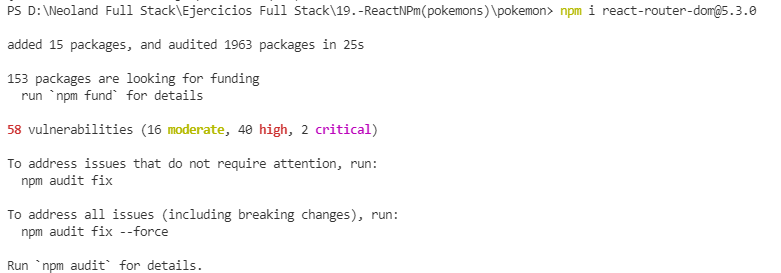 PS D:\Neoland Full Stack\Ejercicios Full Stack\19.-ReactNPm(pokemons)\pokemon> npm i react-router-dom@5.3.0
added 15 packages, and audited 1963 packages in 25s
153 packages are looking for funding
run `npm fund` for details
58 vulnerabilities (16 moderate, 40 high, 2 critical)
To address issues that do not require attention, run:
npm audit fix
To address all issues (including breaking changes), run:
npm audit fix --force
Run `npm audit` for details.